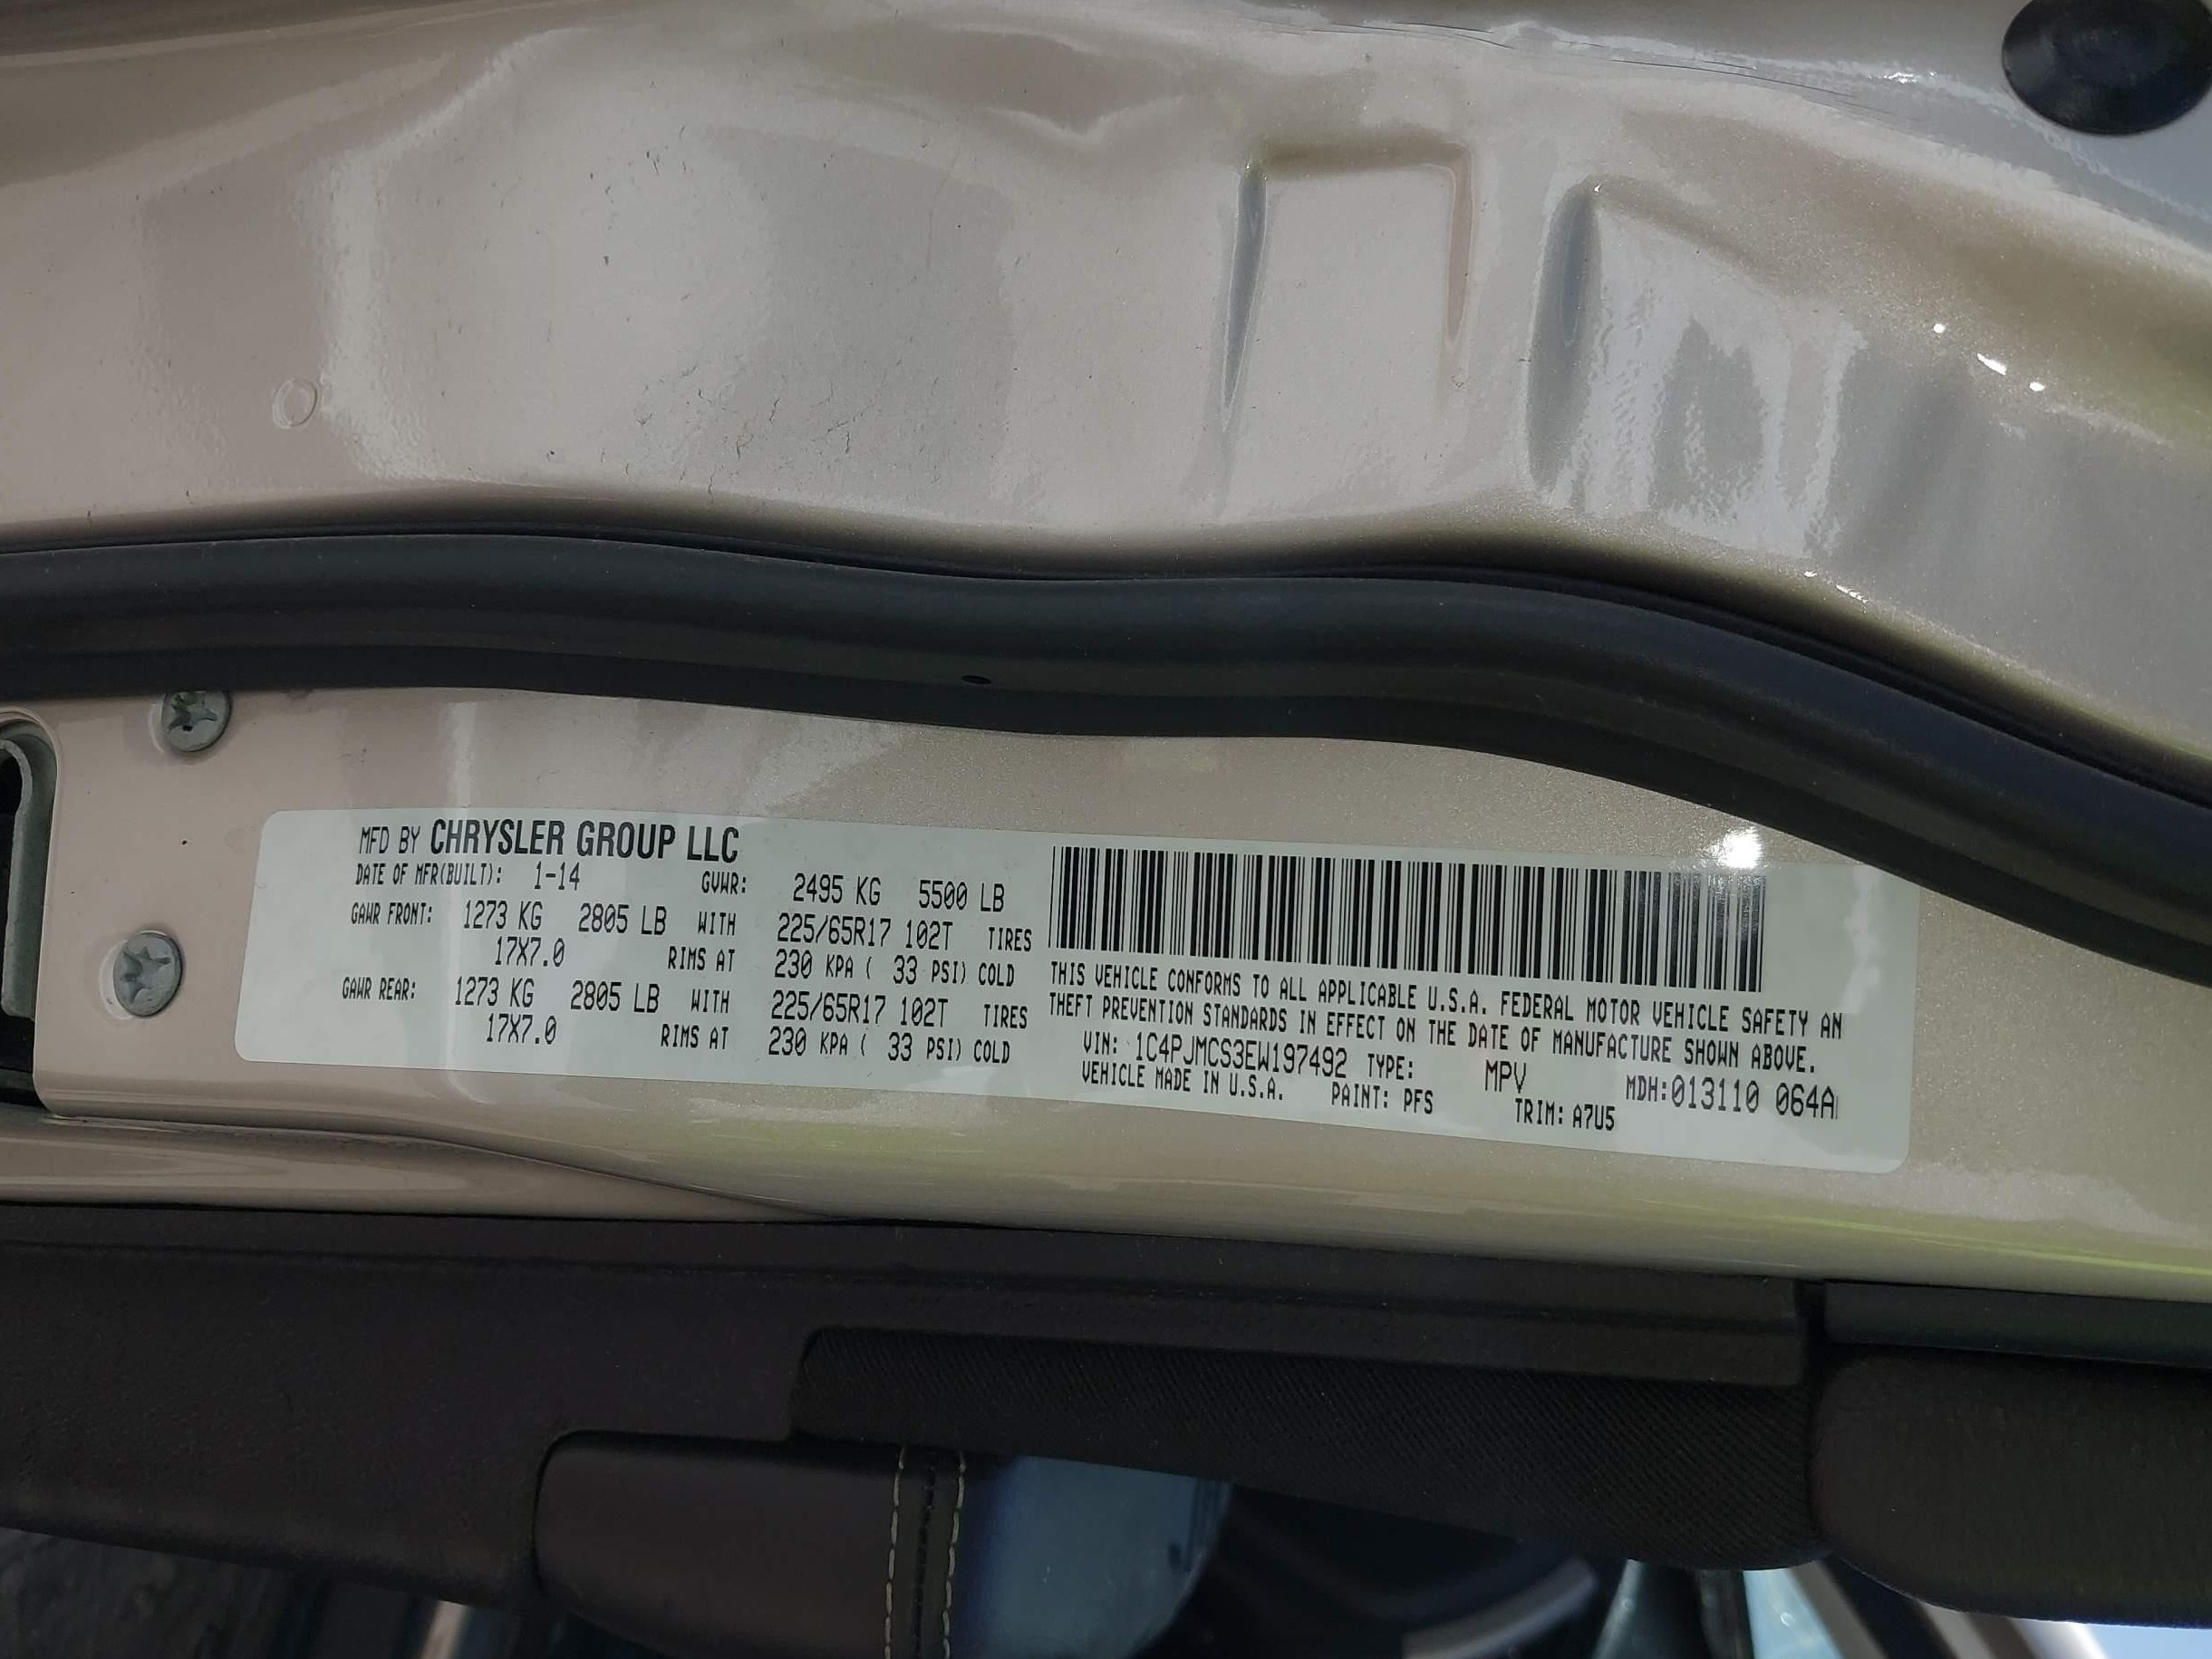 MFD BY CHRYSLER GROUP LLC
DATE OF MFR(BUILT): 1-14 GVWR: 2495 KG 5500 LB
GAWR FRONT: 1273 KG 2805 LB WITH 225/65R17 102T TIRES
17X7.0 RIMS AT 230 KPA ( 33 PSI) COLD
GAWR REAR: 1273 KG 2805 LB WITH 225/65R17 102T TIRES
17X7.0 RIMS AT 230 KPA ( 33 PSI) COLD
THIS VEHICLE CONFORMS TO ALL APPLICABLE U.S.A. FEDERAL MOTOR VEHICLE SAFETY AN
THEFT PREVENTION STANDARDS IN EFFECT ON THE DATE OF MANUFACTURE SHOWN ABOVE.
VIN: 1C4PJMCS3EW197492 TYPE: MPV MDH:013110 064A
VEHICLE MADE IN U.S.A. PAINT: PFS TRIM: A7U5